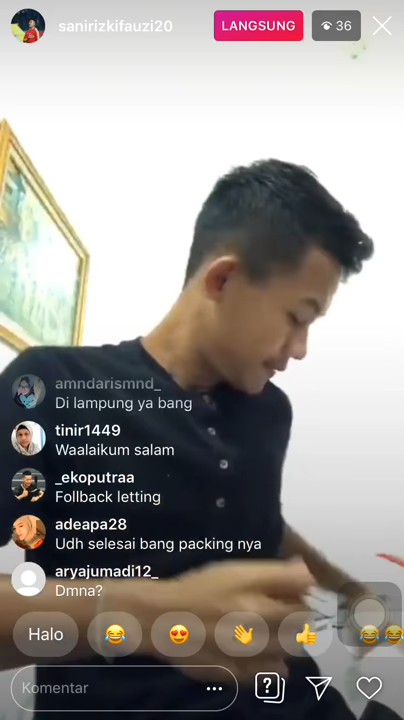 sanirizkifauzi20 LANGSUNG 36
amndarismnd_
Di lampung ya bang
tinir1449
Waalaikum salam
_ekoputraa
Follback letting
adeapa28
Udh selesai bang packing nya
aryajumadi12_
Dmna?
Halo
Komentar